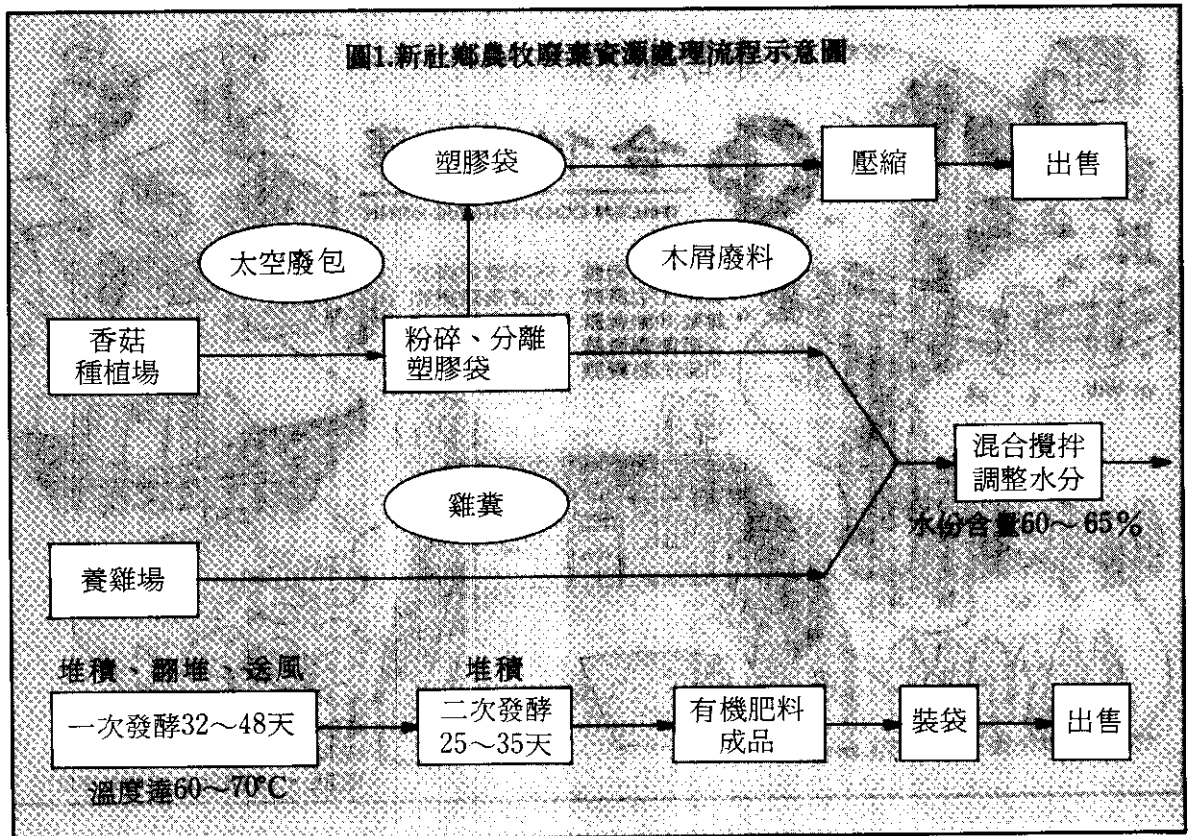 圖1.新社鄉農牧廢棄資源處理流程示意圖
塑膠袋
壓縮
出售
太空廢包
木屑廢料
香菇
種植場
粉碎、分離
塑膠袋
混合攪拌
調整水分
水份含量60～65%
雞糞
養雞場
堆積、翻堆、送風
一次發酵32～48天
溫度達60～70°C
堆積
二次發酵
25～35天
有機肥料
成品
裝袋
出售